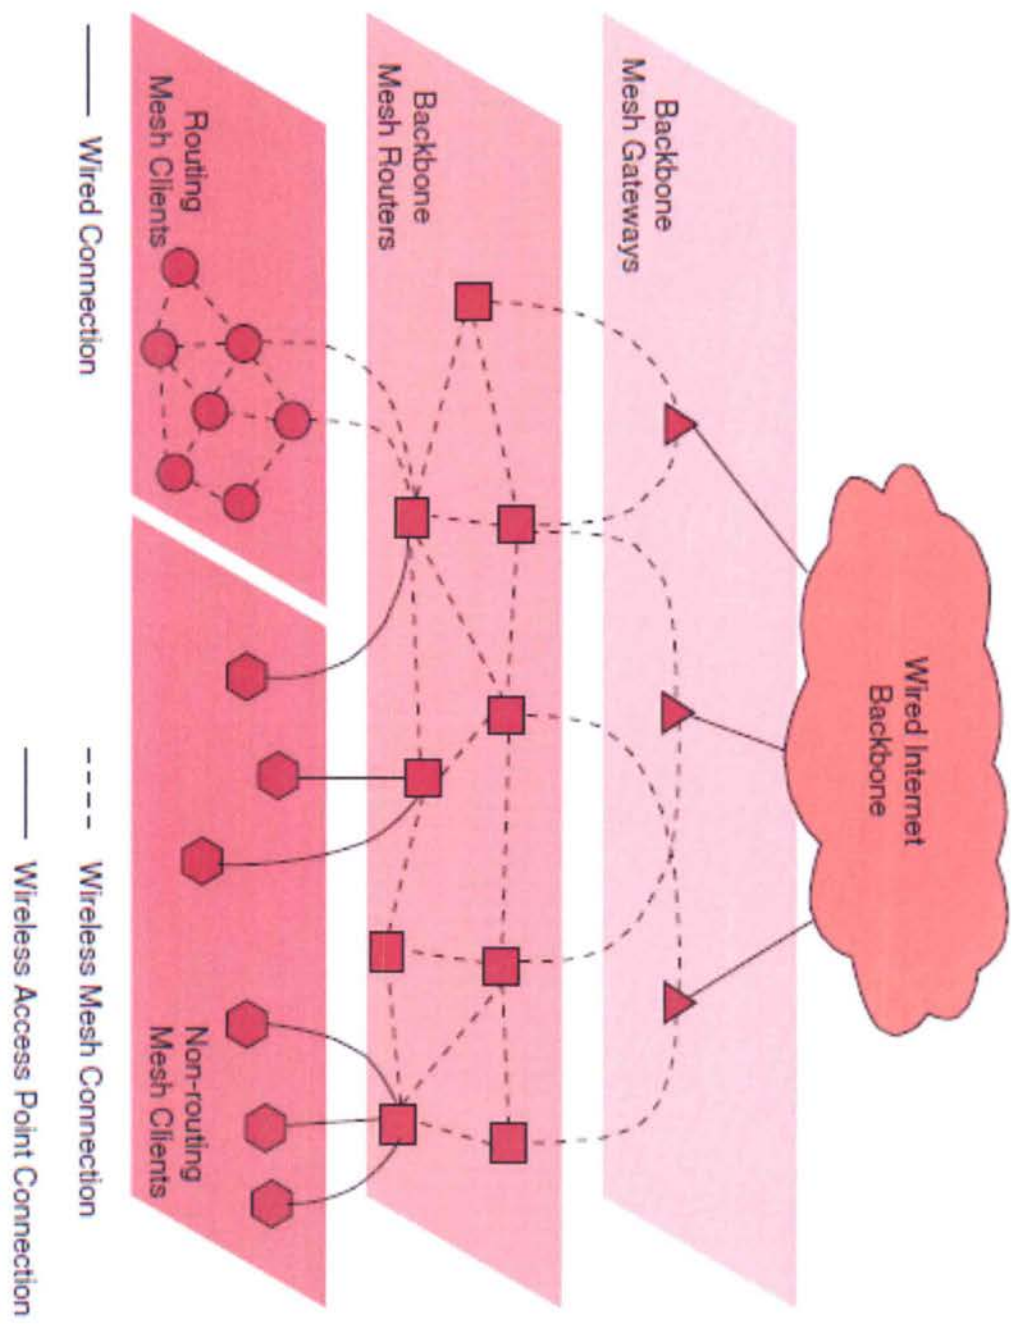 Wired Internet
Backbone
Backbone
Mesh Gateways
Backbone
Mesh Routers
Routing
Mesh Clients
Non-routing
Mesh Clients
Wired Connection
Wireless Mesh Connection
Wireless Access Point Connection